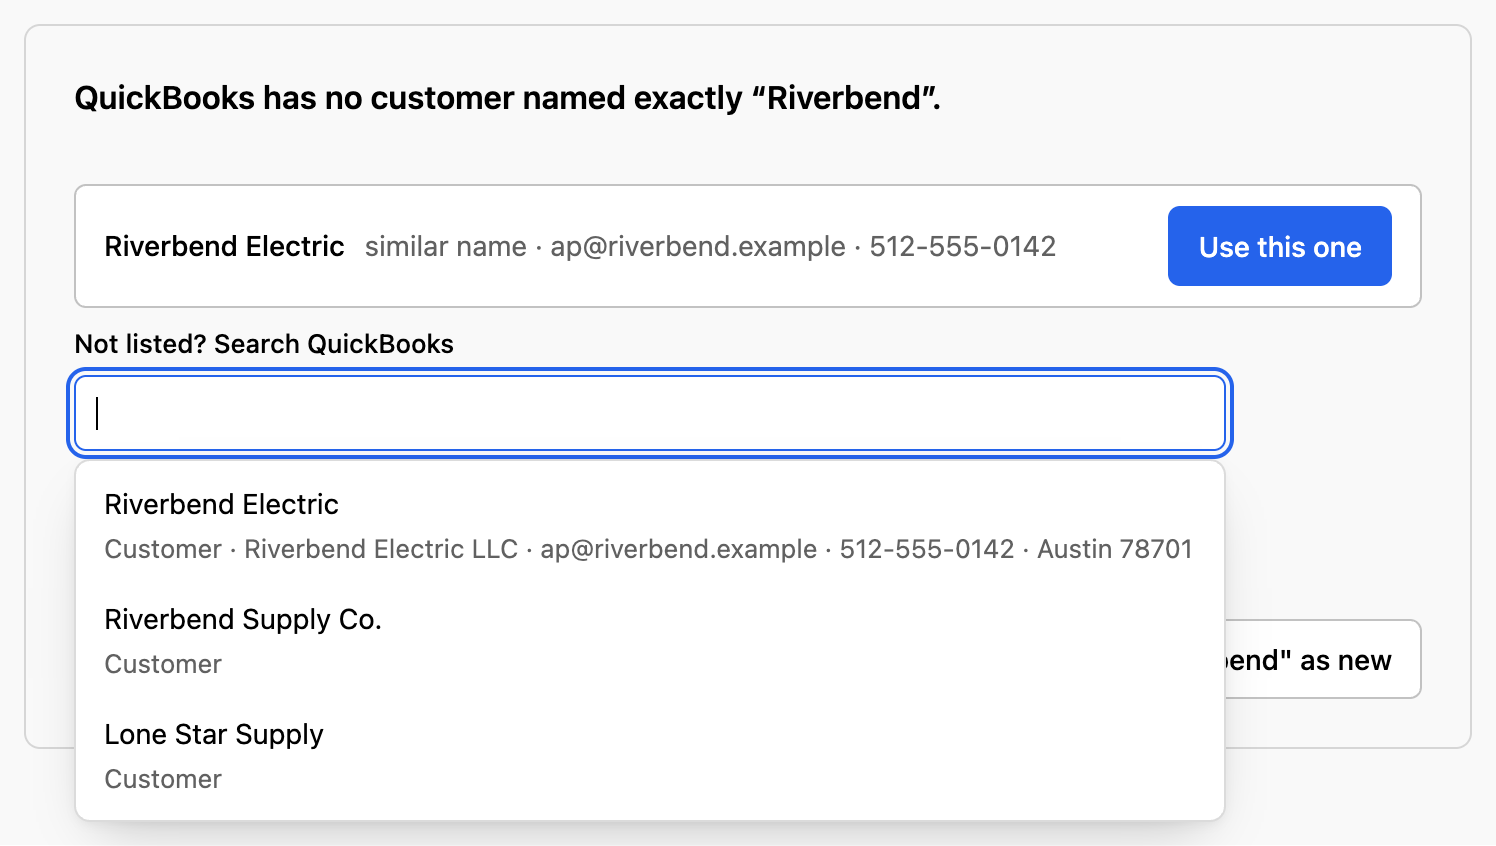 QuickBooks has no customer named exactly “Riverbend”.
Riverbend Electric similar name · ap@riverbend.example · 512-555-0142
Use this one
Not listed? Search QuickBooks
Riverbend Electric
Customer · Riverbend Electric LLC · ap@riverbend.example · 512-555-0142 · Austin 78701
Riverbend Supply Co.
Customer
Lone Star Supply
Customer
end" as new